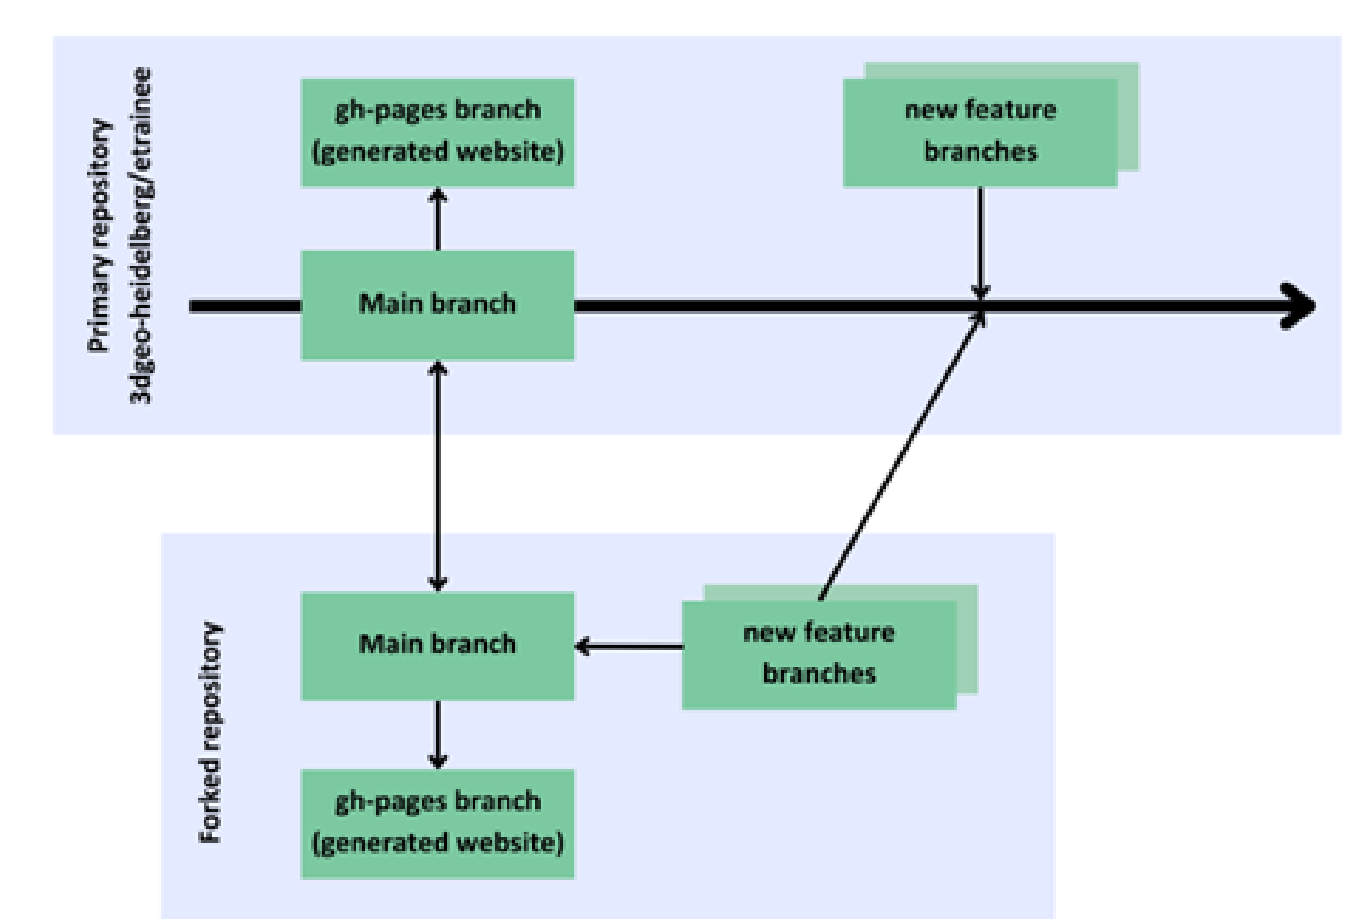 Primary repository
3dgeo-heidelberg/etrainee
gh-pages branch
(generated website)
new feature
branches
Main branch
Forked repository
Main branch
new feature
branches
gh-pages branch
(generated website)